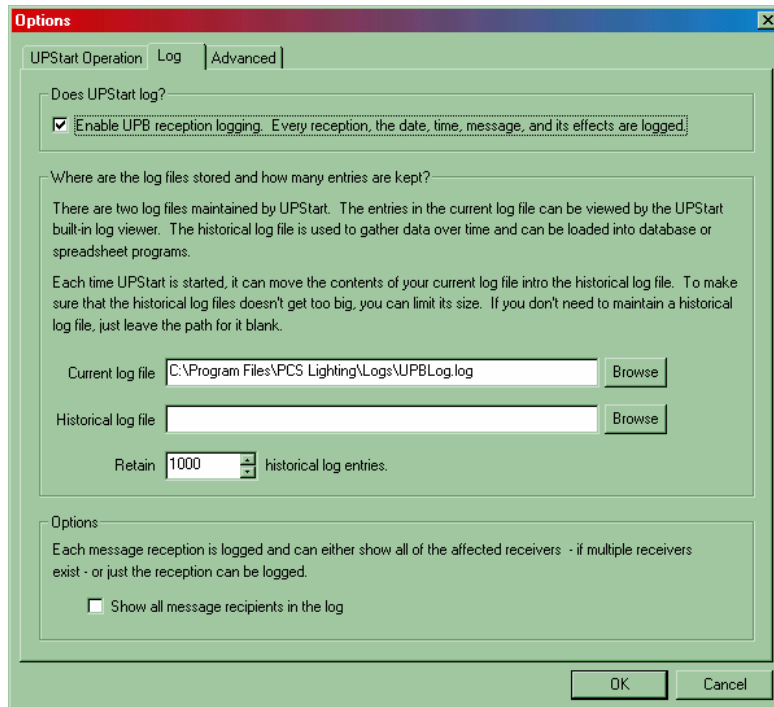 Options
UPStart Operation Log Advanced
Does UPStart log?
Enable UPB reception logging. Every reception, the date, time, message, and its effects are logged.
Where are the log files stored and how many entries are kept?
There are two log files maintained by UPStart. The entries in the current log file can be viewed by the UPStart
built-in log viewer. The historical log file is used to gather data over time and can be loaded into database or
spreadsheet programs.
Each time UPStart is started, it can move the contents of your current log file intro the historical log file. To make
sure that the historical log files doesn't get too big, you can limit its size. If you don't need to maintain a historical
log file, just leave the path for it blank.
Current log file C:\Program Files\PCS Lighting\Logs\UPBLog.log Browse
Historical log file Browse
Retain 1000 historical log entries.
Options
Each message reception is logged and can either show all of the affected receivers - if multiple receivers
exist - or just the reception can be logged.
Show all message recipients in the log
OK Cancel